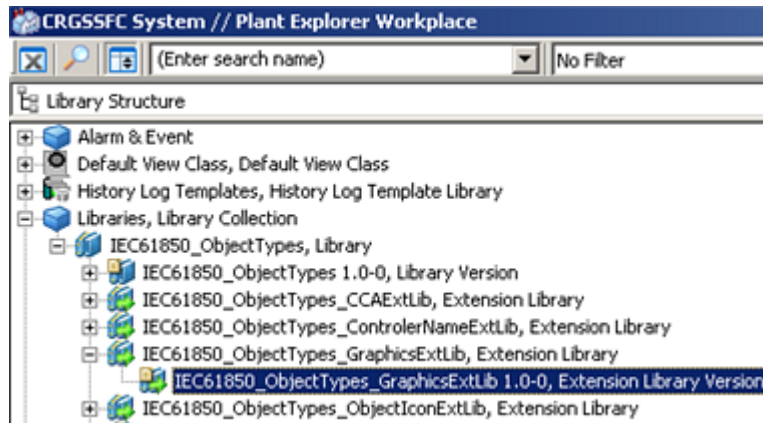 CRGSSFC System // Plant Explorer Workplace
(Enter search name) No Filter
Library Structure
Alarm & Event
Default View Class, Default View Class
History Log Templates, History Log Template Library
Libraries, Library Collection
IEC61850_ObjectTypes, Library
IEC61850_ObjectTypes 1.0-0, Library Version
IEC61850_ObjectTypes_CCAExtLib, Extension Library
IEC61850_ObjectTypes_ControlerNameExtLib, Extension Library
IEC61850_ObjectTypes_GraphicsExtLib, Extension Library
IEC61850_ObjectTypes_GraphicsExtLib 1.0-0, Extension Library Version
IEC61850_ObjectTypes_ObjectIconExtLib, Extension Library